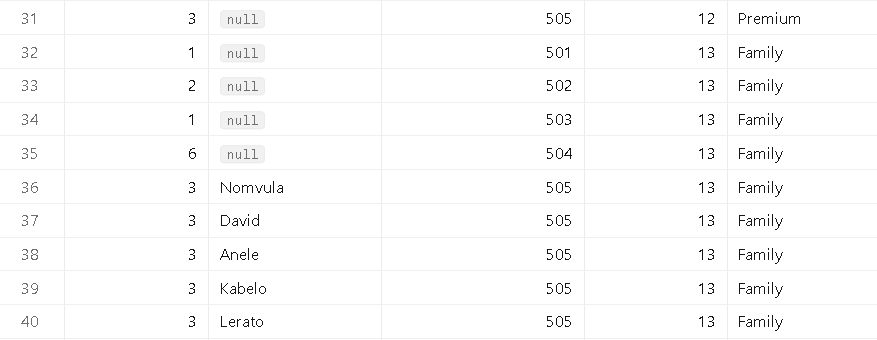 31 3 null 505 12 Premium
32 1 null 501 13 Family
33 2 null 502 13 Family
34 1 null 503 13 Family
35 6 null 504 13 Family
36 3 Nomvula 505 13 Family
37 3 David 505 13 Family
38 3 Anele 505 13 Family
39 3 Kabelo 505 13 Family
40 3 Lerato 505 13 Family